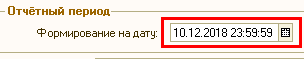 Отчётный период
Формирование на дату: 10.12.2018 23:59:59